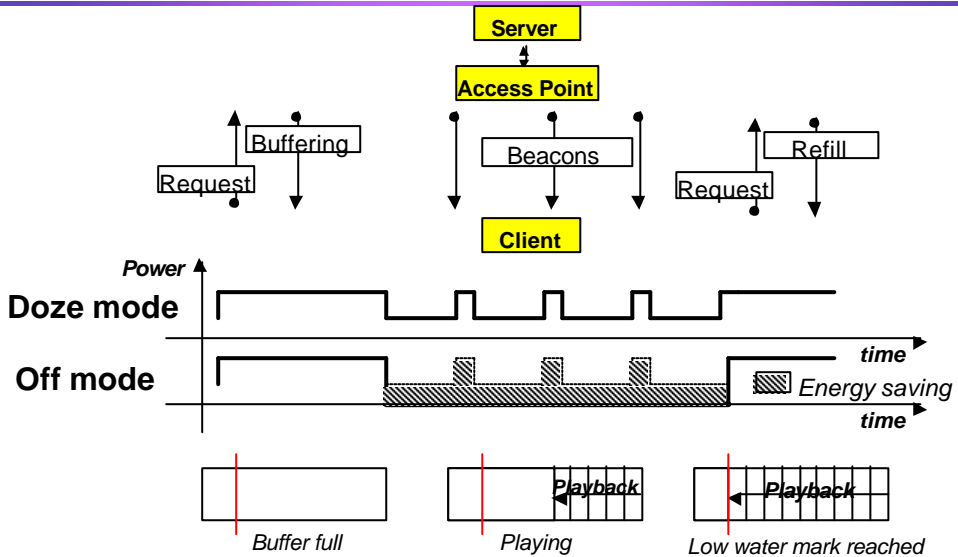 Server
Access Point
Buffering
Request
Beacons
Refill
Request
Client
Power
Doze mode
time
Off mode
Energy saving
time
Playback
Playback
Buffer full
Playing
Low water mark reached